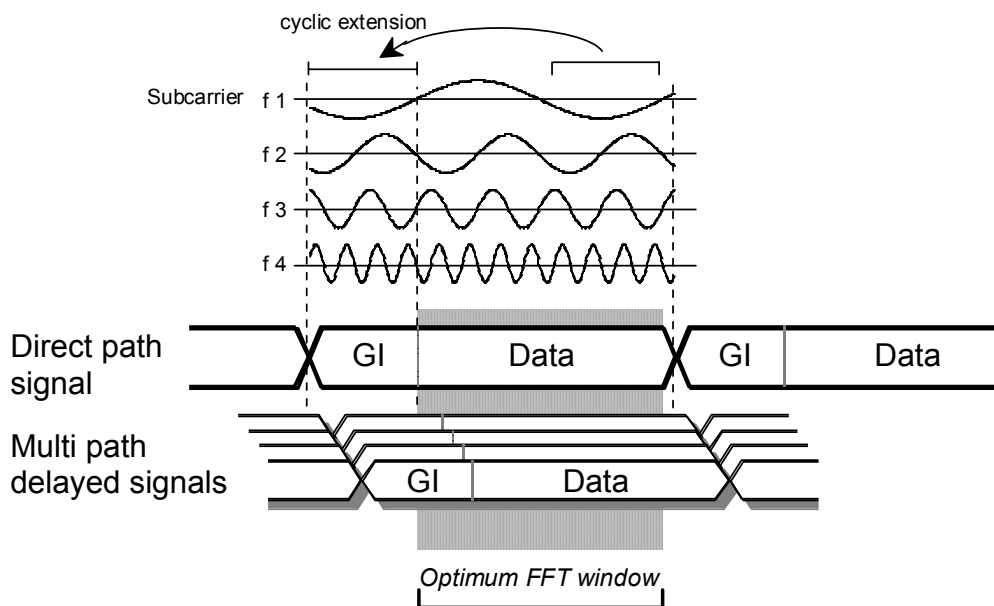 cyclic extension
Subcarrier f 1
f 2
f 3
f 4
Direct path
signal
GI Data GI Data
Multi path
delayed signals
GI Data
Optimum FFT window